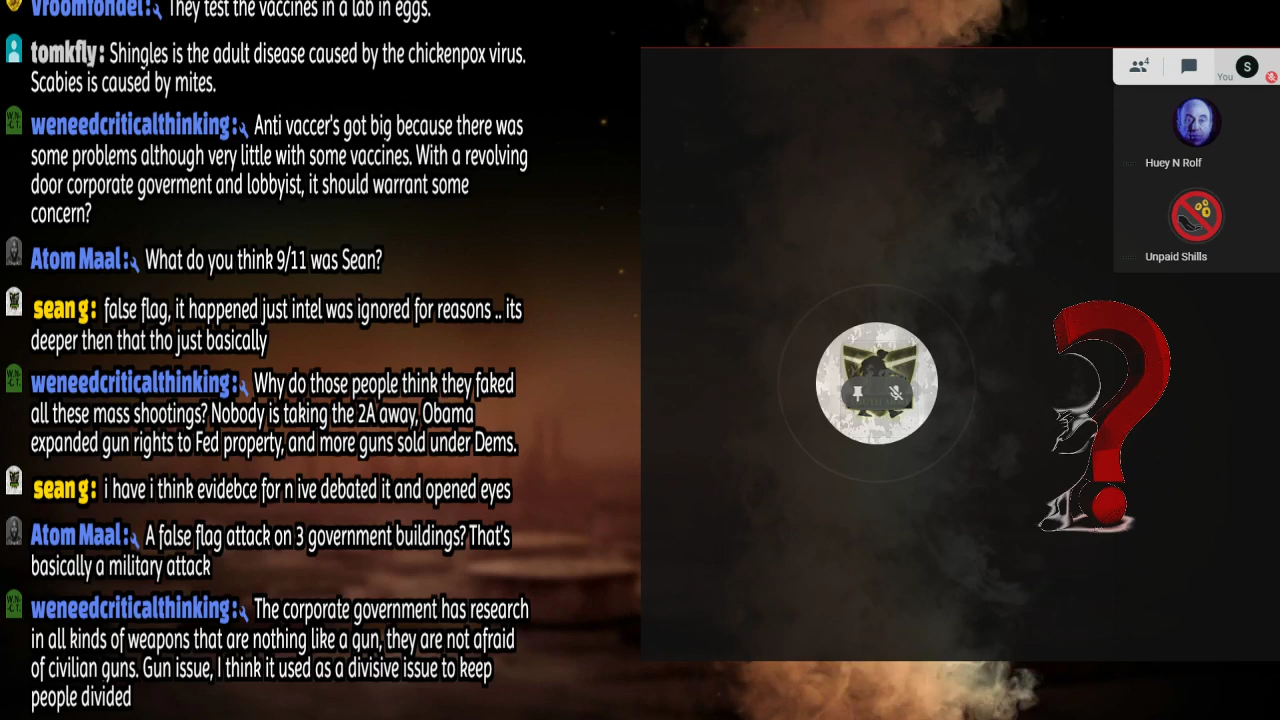 Vroomfondel: They test the vaccines in a lab in eggs.
tomkfly: Shingles is the adult disease caused by the chickenpox virus.
Scabies is caused by mites.
weneedcriticalthinking: Anti vaccer's got big because there was
some problems although very little with some vaccines. With a revolving
door corporate goverment and lobbyist, it should warrant some
concern?
Atom Maal: What do you think 9/11 was Sean?
sean g: false flag, it happened just intel was ignored for reasons .. its
deeper then that tho just basically
weneedcriticalthinking: Why do those people think they faked
all these mass shootings? Nobody is taking the 2A away, Obama
expanded gun rights to Fed property, and more guns sold under Dems.
sean g: i have i think evidebce for n ive debated it and opened eyes
Atom Maal: A false flag attack on 3 government buildings? That's
basically a military attack
weneedcriticalthinking: The corporate government has research
in all kinds of weapons that are nothing like a gun, they are not afraid
of civilian guns. Gun issue, I think it used as a divisive issue to keep
people divided
4
You
S
Huey N Rolf
Unpaid Shills